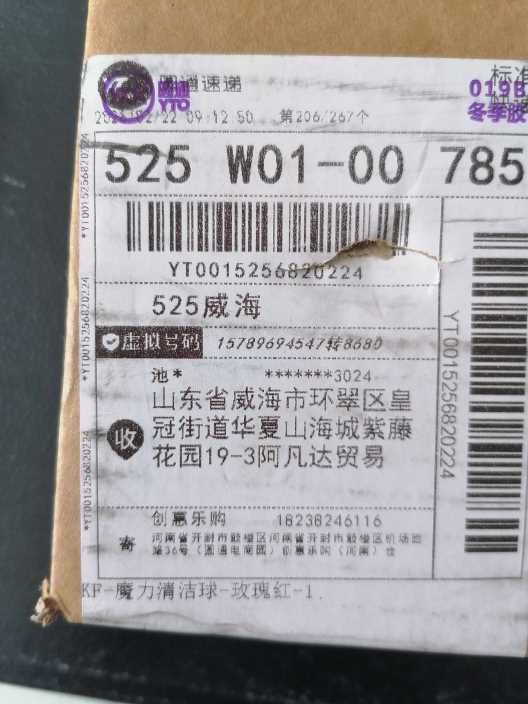 圆通速递
YTO
标准
019B
冬季胶
2021/02/22 09:12:50 第206/267个
525 W01-00 785
YT0015256820224
525威海
虚拟号码 15789694547转8680
池* *******3024
收
山东省威海市环翠区皇
冠街道华夏山海城紫藤
花园19-3阿凡达贸易
创惠乐购 18238246116
寄
河南省开封市鼓楼区河南省开封市鼓楼区机场路
36号(圆通电商园)创惠乐购(河南)
KF-魔力清洁球-玫瑰红-1.
*YT0015256820224
*YT0015256820224
*YT0015256820224
YT0015256820224